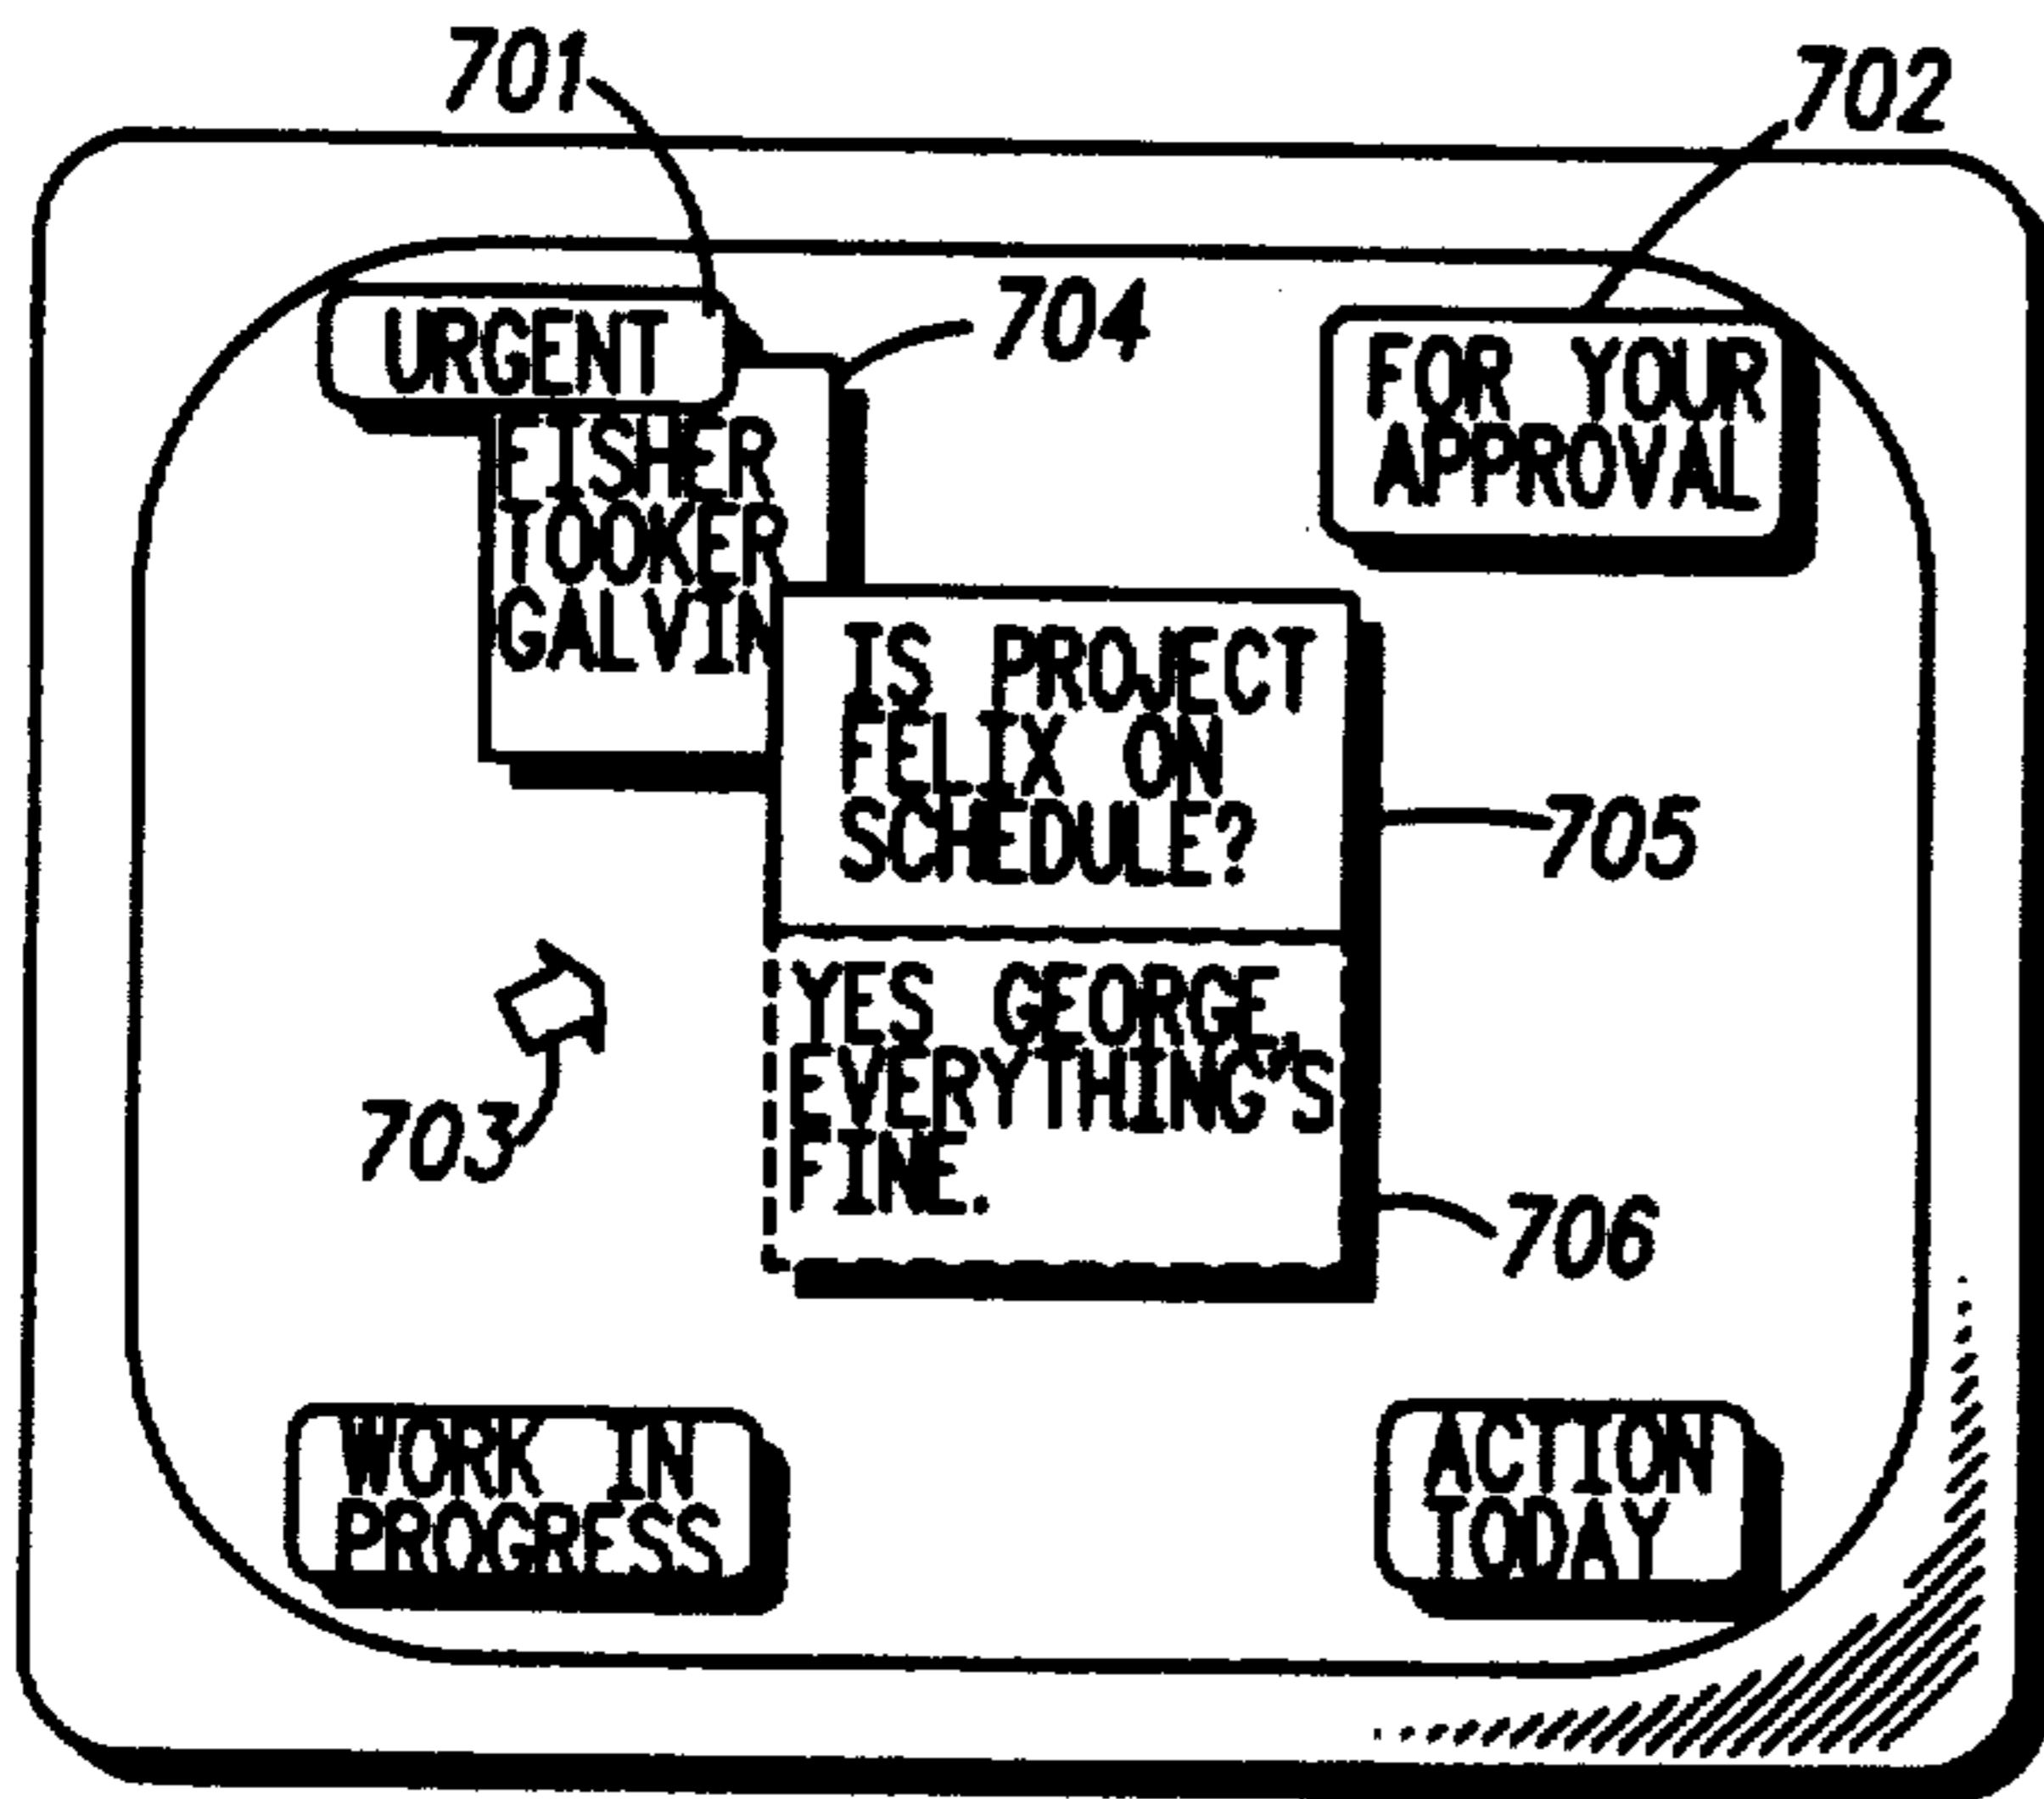 701
702
URGENT
704
FOR YOUR
APPROVAL
FISHER
TOOKER
GALVIN
IS PROJECT
FELIX ON
SCHEDULE?
705
YES GEORGE,
EVERYTHING'S
FINE.
703
706
WORK IN
PROGRESS
ACTION
TODAY